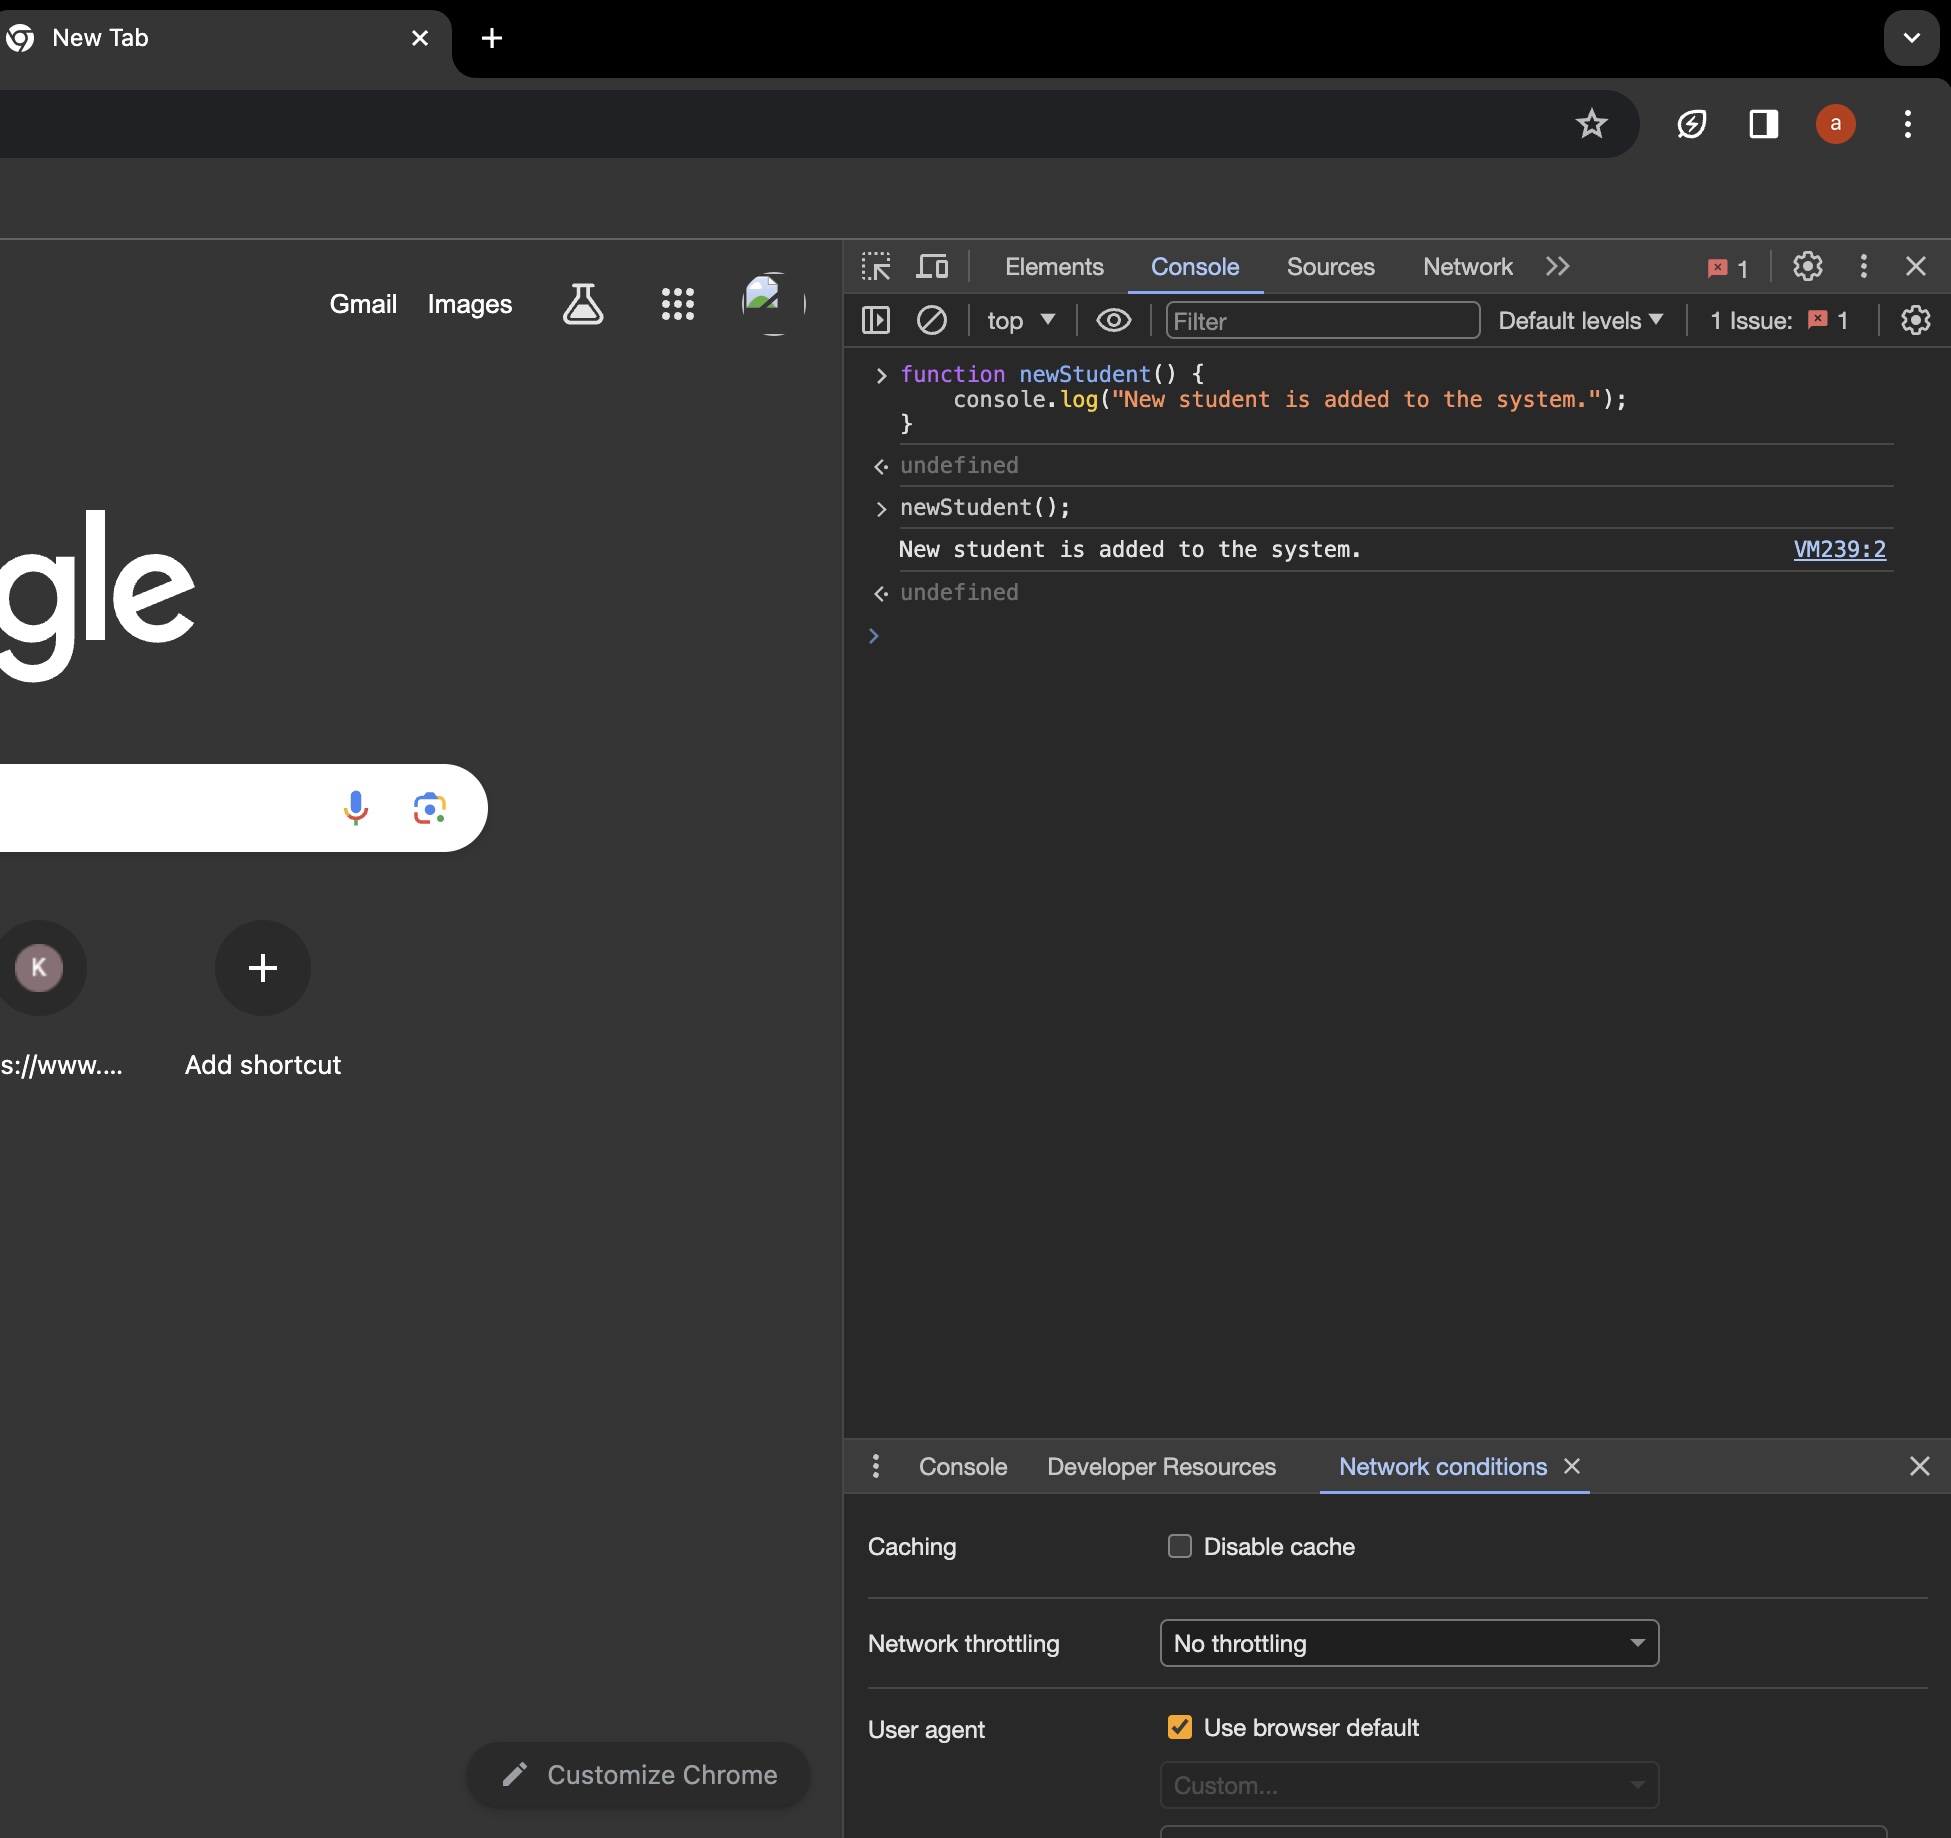 New Tab
a
Gmail Images
gle
K
s://www....
Add shortcut
Customize Chrome
Elements Console Sources Network 1
top Filter Default levels 1 Issue: 1
function newStudent() {
    console.log("New student is added to the system.");
}
undefined
newStudent();
New student is added to the system. VM239:2
undefined
Console Developer Resources Network conditions
Caching Disable cache
Network throttling No throttling
User agent Use browser default
Custom...